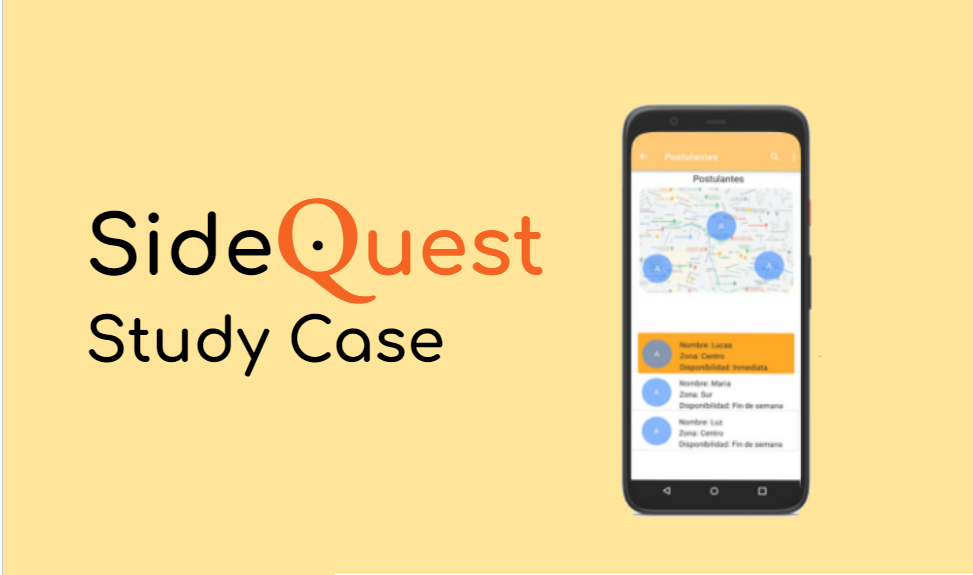 SideQuest
Study Case
Postulantes
Postulantes
A
A
A
A
Nombre: Lucas
Zona: Centro
Disponibilidad: Inmediata
A
Nombre: Maria
Zona: Sur
Disponibilidad: Fin de semana
A
Nombre: Luz
Zona: Centro
Disponibilidad: Fin de semana